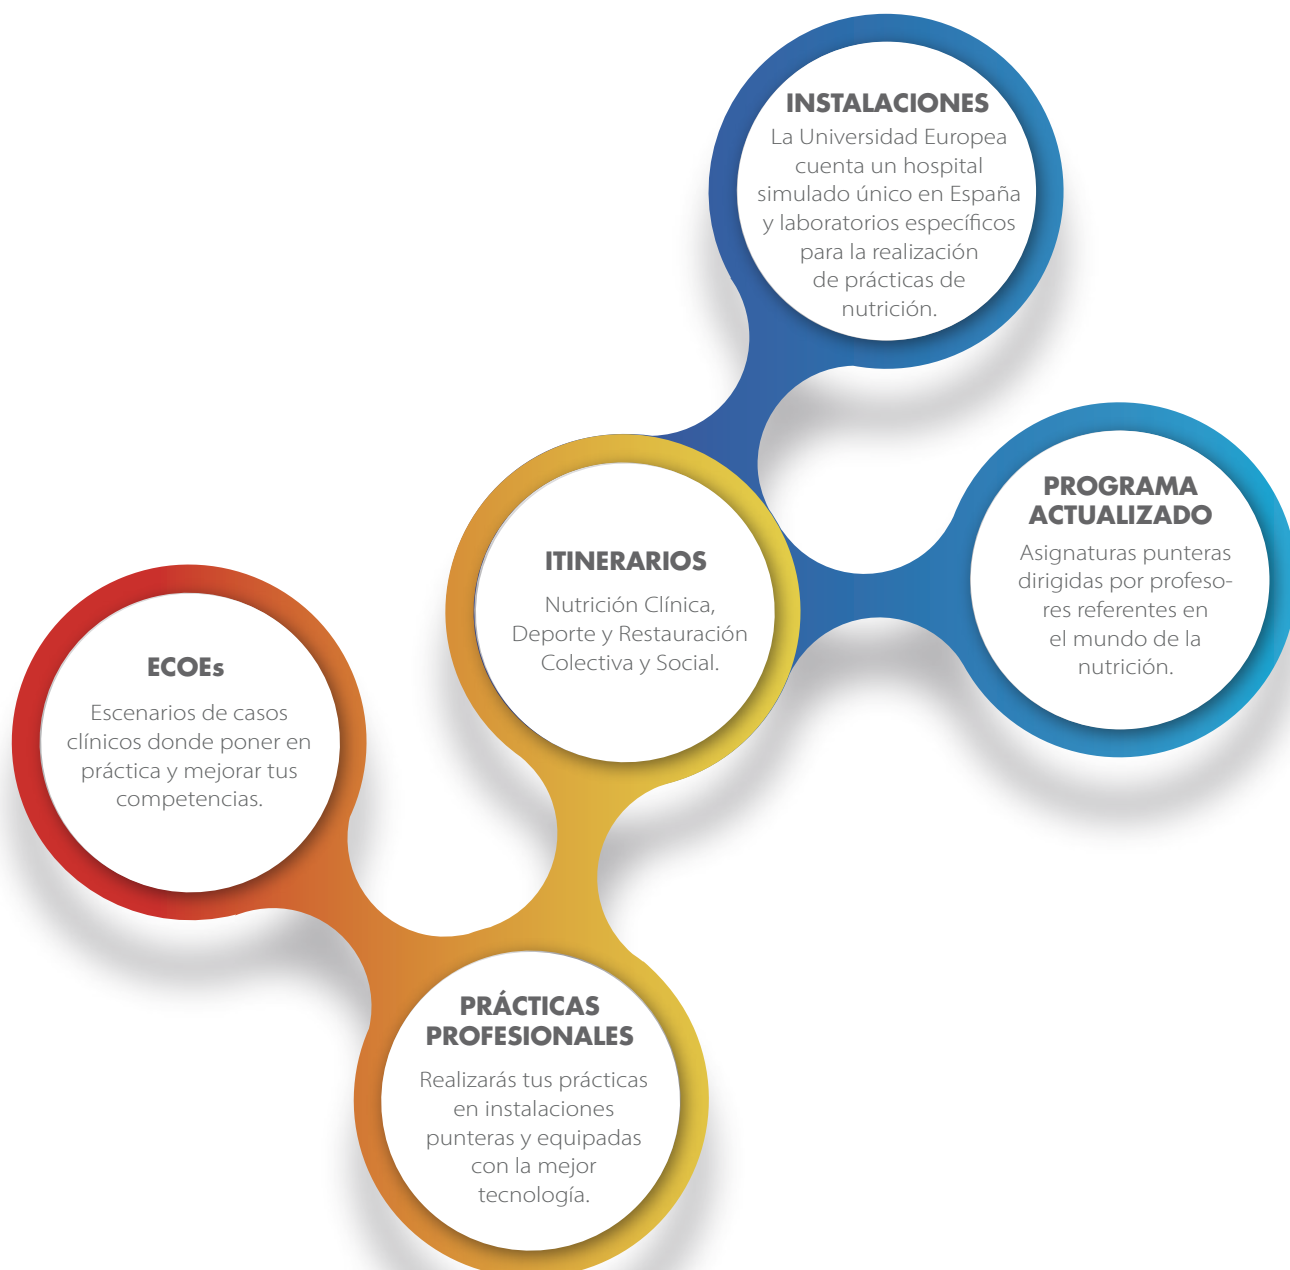 INSTALACIONES
La Universidad Europea
cuenta un hospital
simulado único en España
y laboratorios específicos
para la realización
de prácticas de
nutrición.
PROGRAMA
ACTUALIZADO
Asignaturas punteras
dirigidas por profeso-
res referentes en
el mundo de la
nutrición.
ITINERARIOS
Nutrición Clínica,
Deporte y Restauración
Colectiva y Social.
ECOEs
Escenarios de casos
clínicos donde poner en
práctica y mejorar tus
competencias.
PRÁCTICAS
PROFESIONALES
Realizarás tus prácticas
en instalaciones
punteras y equipadas
con la mejor
tecnología.